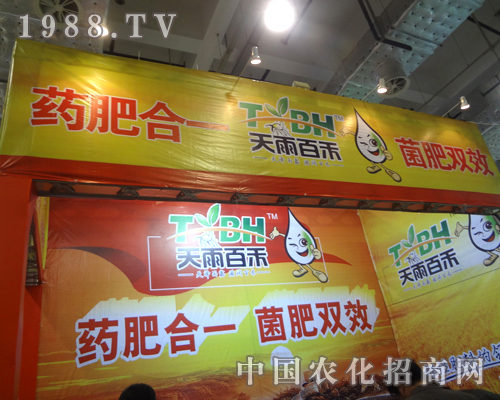 1988.TV
药肥合一 TYBH™ 菌肥双效
天雨百禾
TYBH™
天雨百禾
TYBH
天雨百禾
药肥合一 菌肥双效
中国农化招商网